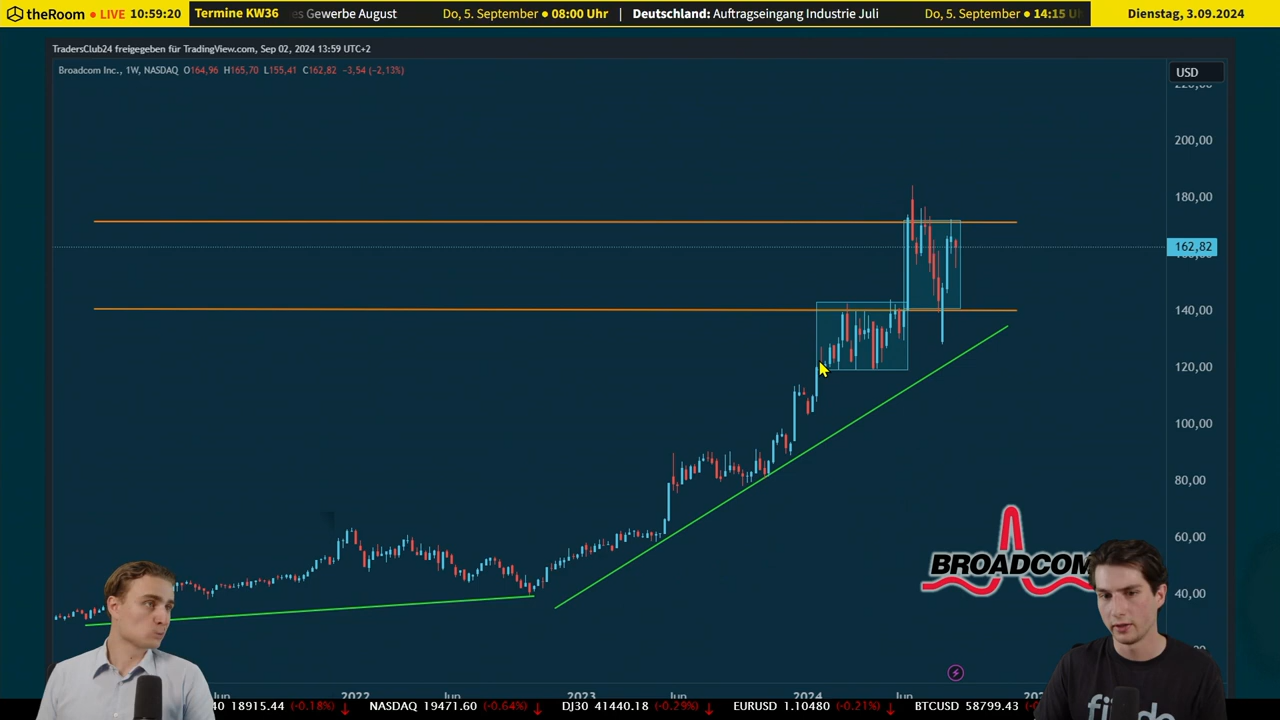 theRoom • LIVE 10:59:20 Termine KW36 es Gewerbe August Do, 5. September • 08:00 Uhr | Deutschland: Auftragseingang Industrie Juli Do, 5. September • 14:15 U Dienstag, 3.09.2024
TradersClub24 freigegeben für TradingView.com, Sep 02, 2024 13:59 UTC+2
Broadcom Inc., 1W, NASDAQ O164,96 H165,70 L155,41 C162,82 −3,54 (−2,13%)
USD
200,00
180,00
162,82
140,00
120,00
100,00
80,00
60,00
BROADCOM
40,00
2022 Jun 2023 Jun 2024 Jun
40 18915.44 (-0.18%) NASDAQ 19471.60 (-0.64%) DJ30 41440.18 (-0.29%) EURUSD 1.10480 (-0.21%) BTCUSD 58799.43